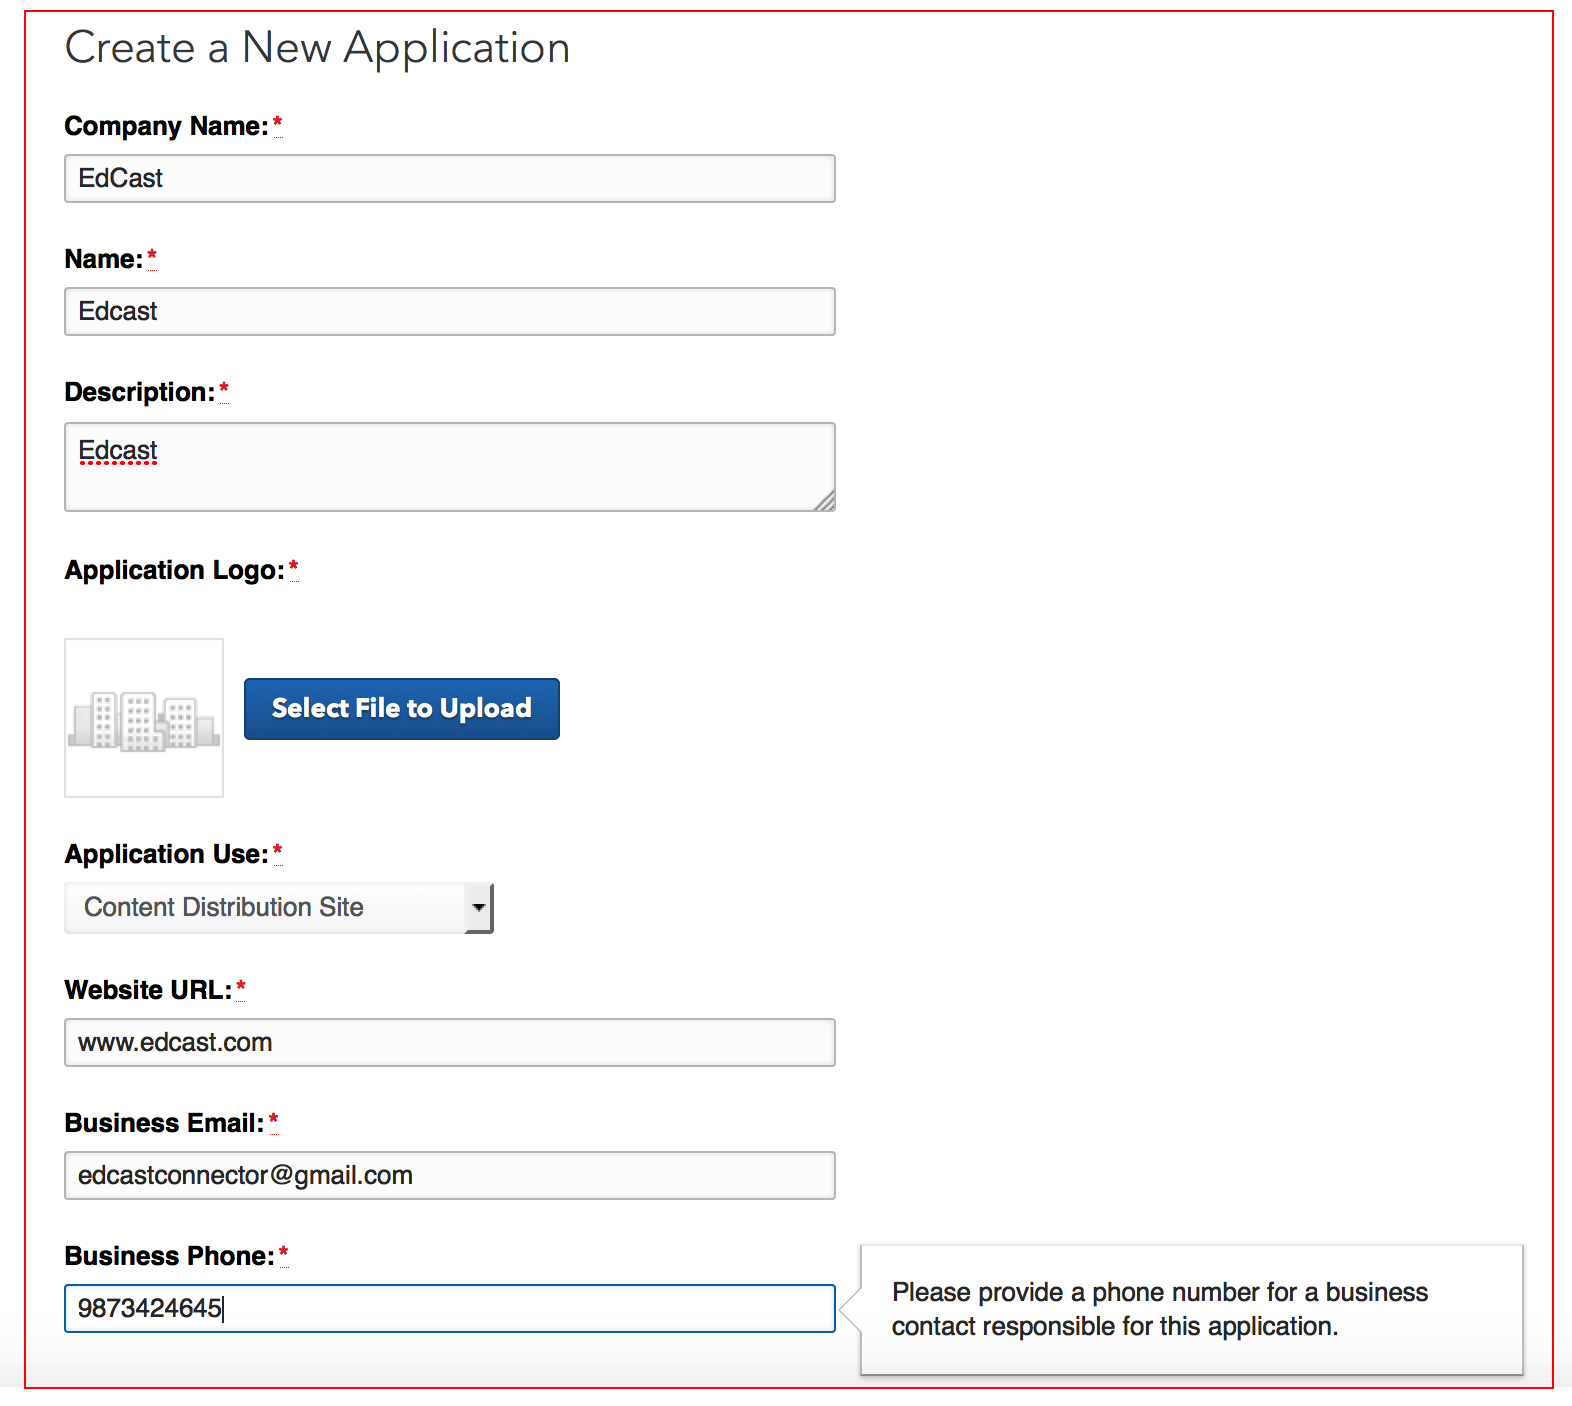 Create a New Application
Company Name:*
EdCast
Name:*
Edcast
Description:*
Edcast
Application Logo:*
Select File to Upload
Application Use:*
Content Distribution Site
Website URL:*
www.edcast.com
Business Email:*
edcastconnector@gmail.com
Business Phone:*
9873424645
Please provide a phone number for a business
contact responsible for this application.